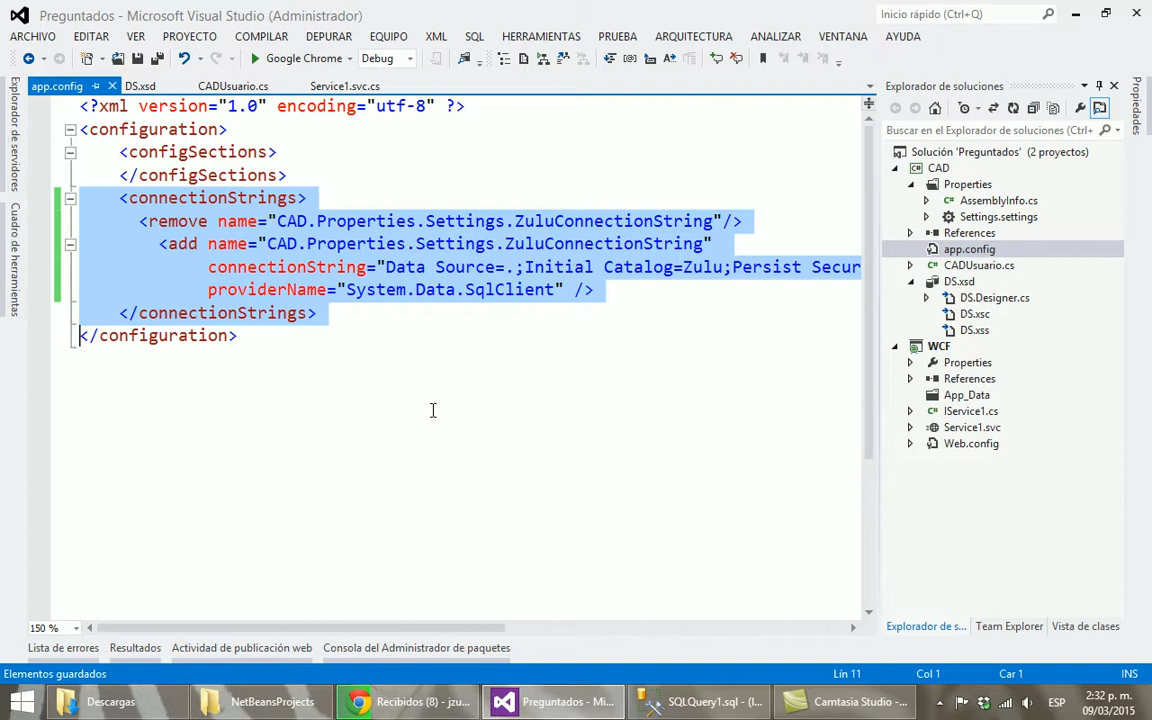 Preguntados - Microsoft Visual Studio (Administrador)
Inicio rápido (Ctrl+Q)
ARCHIVO EDITAR VER PROYECTO COMPILAR DEPURAR EQUIPO XML SQL HERRAMIENTAS PRUEBA ARQUITECTURA ANALIZAR VENTANA AYUDA
Google Chrome Debug
app.config DS.xsd CADUsuario.cs Service1.svc.cs
Explorador de soluciones
Explorador de servidores
Cuadro de herramientas
Propiedades
<?xml version="1.0" encoding="utf-8" ?>
<configuration>
<configSections>
</configSections>
<connectionStrings>
<remove name="CAD.Properties.Settings.ZuluConnectionString"/>
<add name="CAD.Properties.Settings.ZuluConnectionString"
connectionString="Data Source=.;Initial Catalog=Zulu;Persist Secur
providerName="System.Data.SqlClient" />
</connectionStrings>
</configuration>
Buscar en el Explorador de soluciones (Ctrl+
Solución 'Preguntados' (2 proyectos)
CAD
Properties
AssemblyInfo.cs
Settings.settings
References
app.config
CADUsuario.cs
DS.xsd
DS.Designer.cs
DS.xsc
DS.xss
WCF
Properties
References
App_Data
IService1.cs
Service1.svc
Web.config
150 %
Explorador de s... Team Explorer Vista de clases
Lista de errores Resultados Actividad de publicación web Consola del Administrador de paquetes
Elementos guardados Lín 11 Col 1 Car 1 INS
Descargas NetBeansProjects Recibidos (8) - jzu... Preguntados - Mi... SQLQuery1.sql - (l... Camtasia Studio -... ESP
2:32 p. m.
09/03/2015